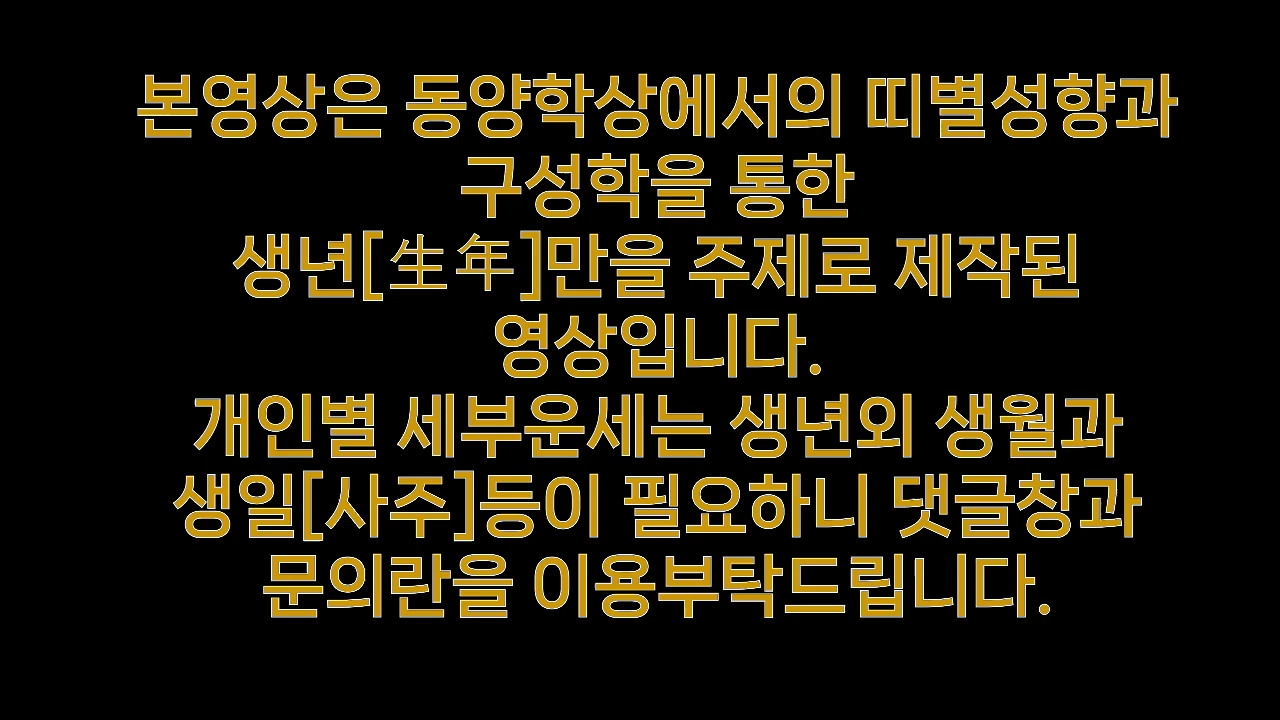 본영상은 동양학상에서의 띠별성향과
구성학을 통한
생년[生年]만을 주제로 제작된
영상입니다.
개인별 세부운세는 생년외 생월과
생일[사주]등이 필요하니 댓글창과
문의란을 이용부탁드립니다.